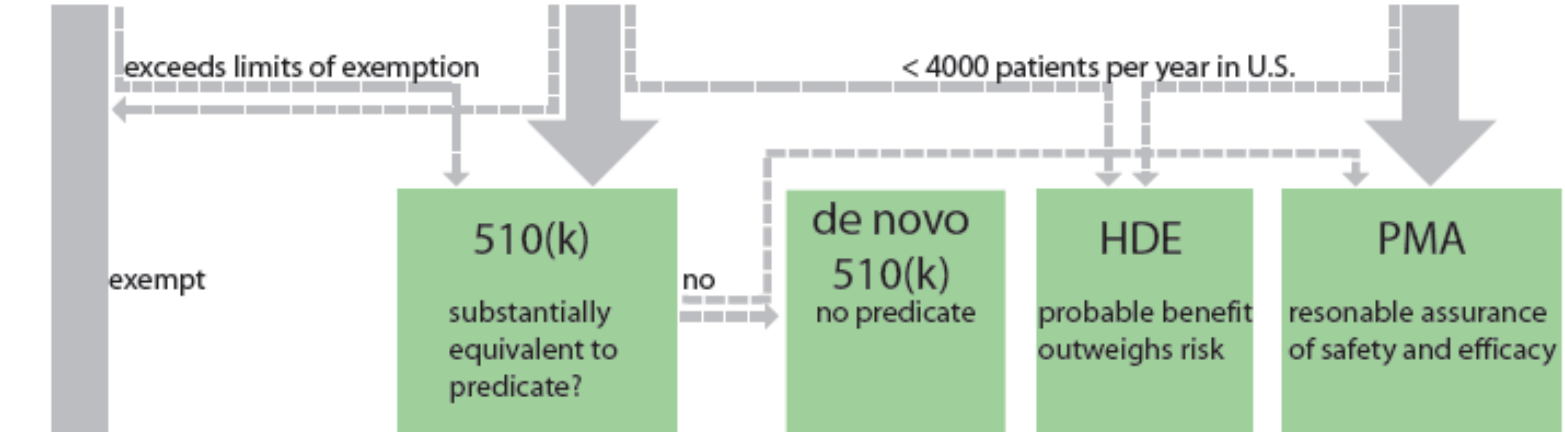 exceeds limits of exemption
< 4000 patients per year in U.S.
exempt
510(k)
substantially
equivalent to
predicate?
no
de novo
510(k)
no predicate
HDE
probable benefit
outweighs risk
PMA
resonable assurance
of safety and efficacy